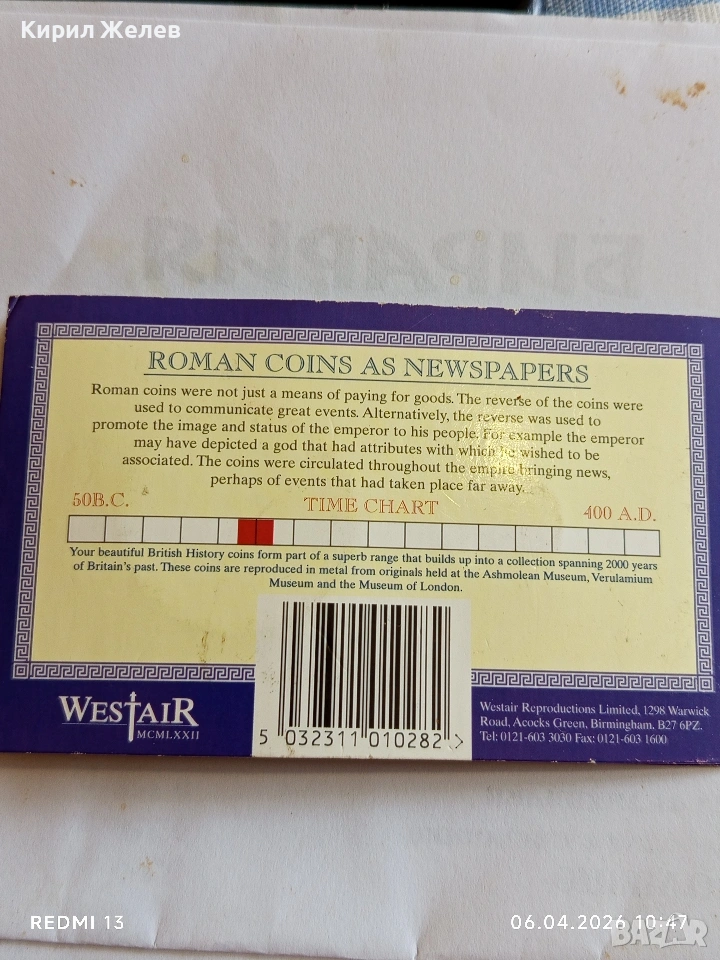 Кирил Желев
БИРАРИЯ
ROMAN COINS AS NEWSPAPERS
Roman coins were not just a means of paying for goods. The reverse of the coins were
used to communicate great events. Alternatively, the reverse was used to
promote the image and status of the emperor to his people. For example the emperor
may have depicted a god that had attributes with which he wished to be
associated. The coins were circulated throughout the empire bringing news,
perhaps of events that had taken place far away.
50B.C. TIME CHART 400 A.D.
Your beautiful British History coins form part of a superb range that builds up into a collection spanning 2000 years
of Britain's past. These coins are reproduced in metal from originals held at the Ashmolean Museum, Verulamium
Museum and the Museum of London.
WESTAIR
MCMLXXII
5 032311 010282 >
Westair Reproductions Limited, 1298 Warwick
Road, Acocks Green, Birmingham. B27 6PZ.
Tel: 0121-603 3030 Fax: 0121-603 1600
REDMI 13
06.04.2026 10:47
BAZAR